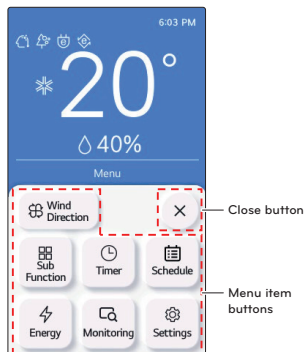 6:03 PM
20°
40%
Menu
Wind
Direction
Close button
Sub
Function
Timer
Schedule
Menu item
buttons
Energy
Monitoring
Settings